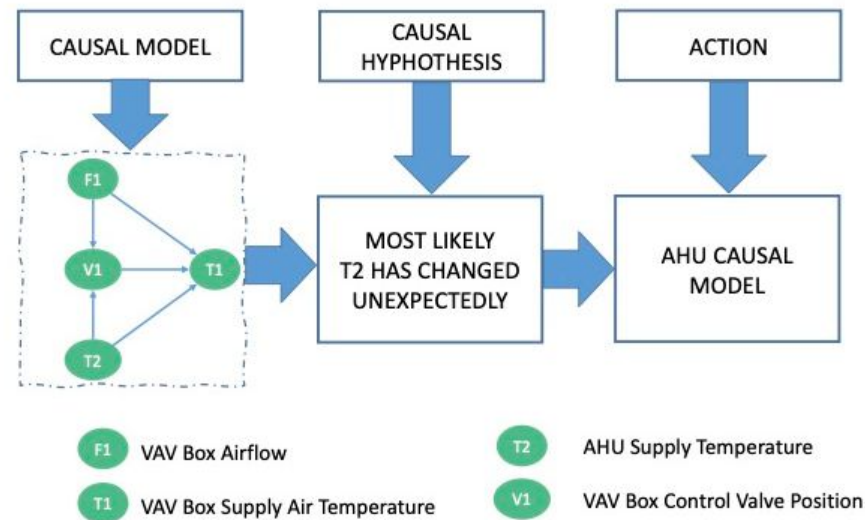 CAUSAL MODEL
CAUSAL
HYPHOTHESIS
ACTION
F1
V1
T1
T2
MOST LIKELY
T2 HAS CHANGED
UNEXPECTEDLY
AHU CAUSAL
MODEL
F1 VAV Box Airflow
T2 AHU Supply Temperature
T1 VAV Box Supply Air Temperature
V1 VAV Box Control Valve Position